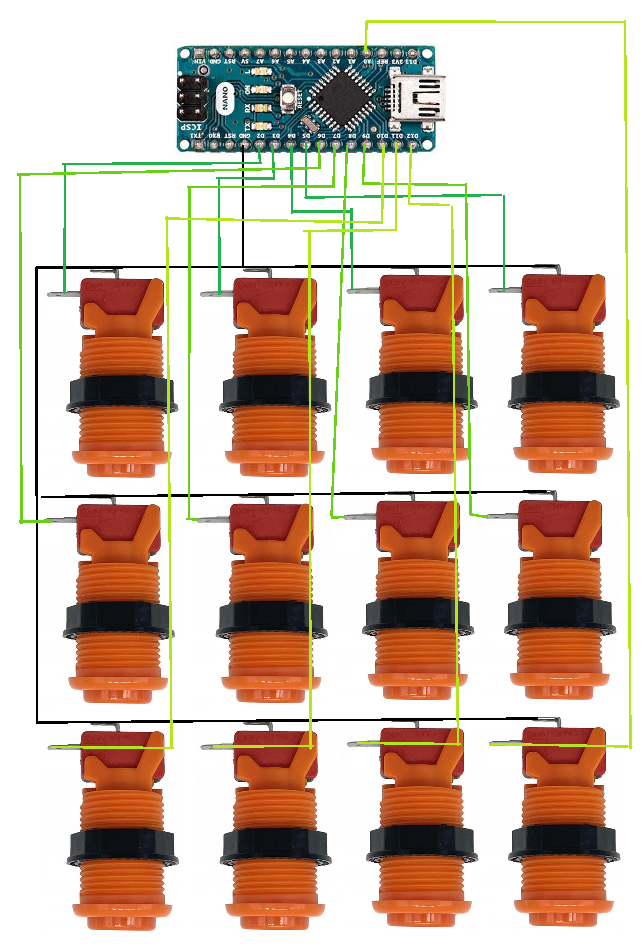 VIN GND RST 5V A7 A6 A5 A4 A3 A2 A1 A0 REF 3V3 D13
L
ON
RX
TX
NANO
RESET
ICSP
TX1 RX0 RST GND D2 D3 D4 D5 D6 D7 D8 D9 D10 D11 D12